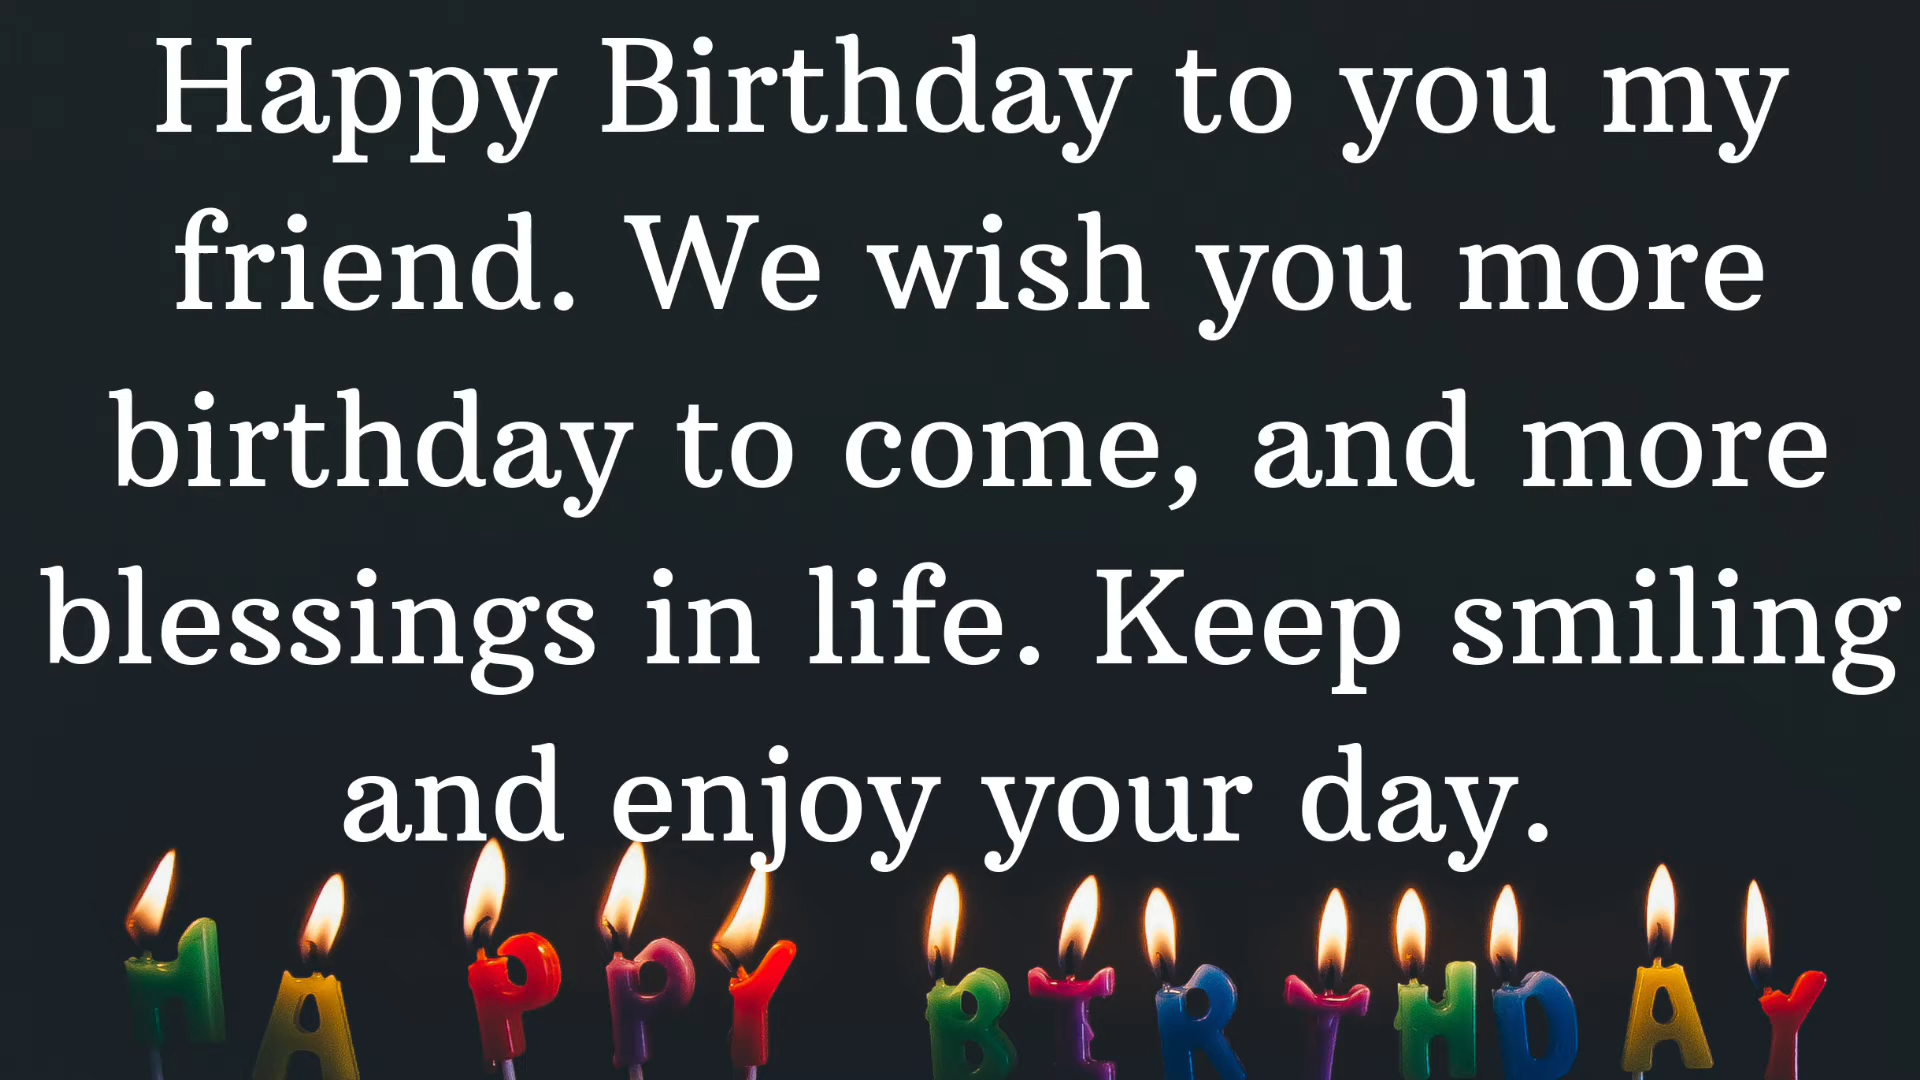 Happy Birthday to you my
friend. We wish you more
birthday to come, and more
blessings in life. Keep smiling
and enjoy your day.
HAPPY BIRTHDAY